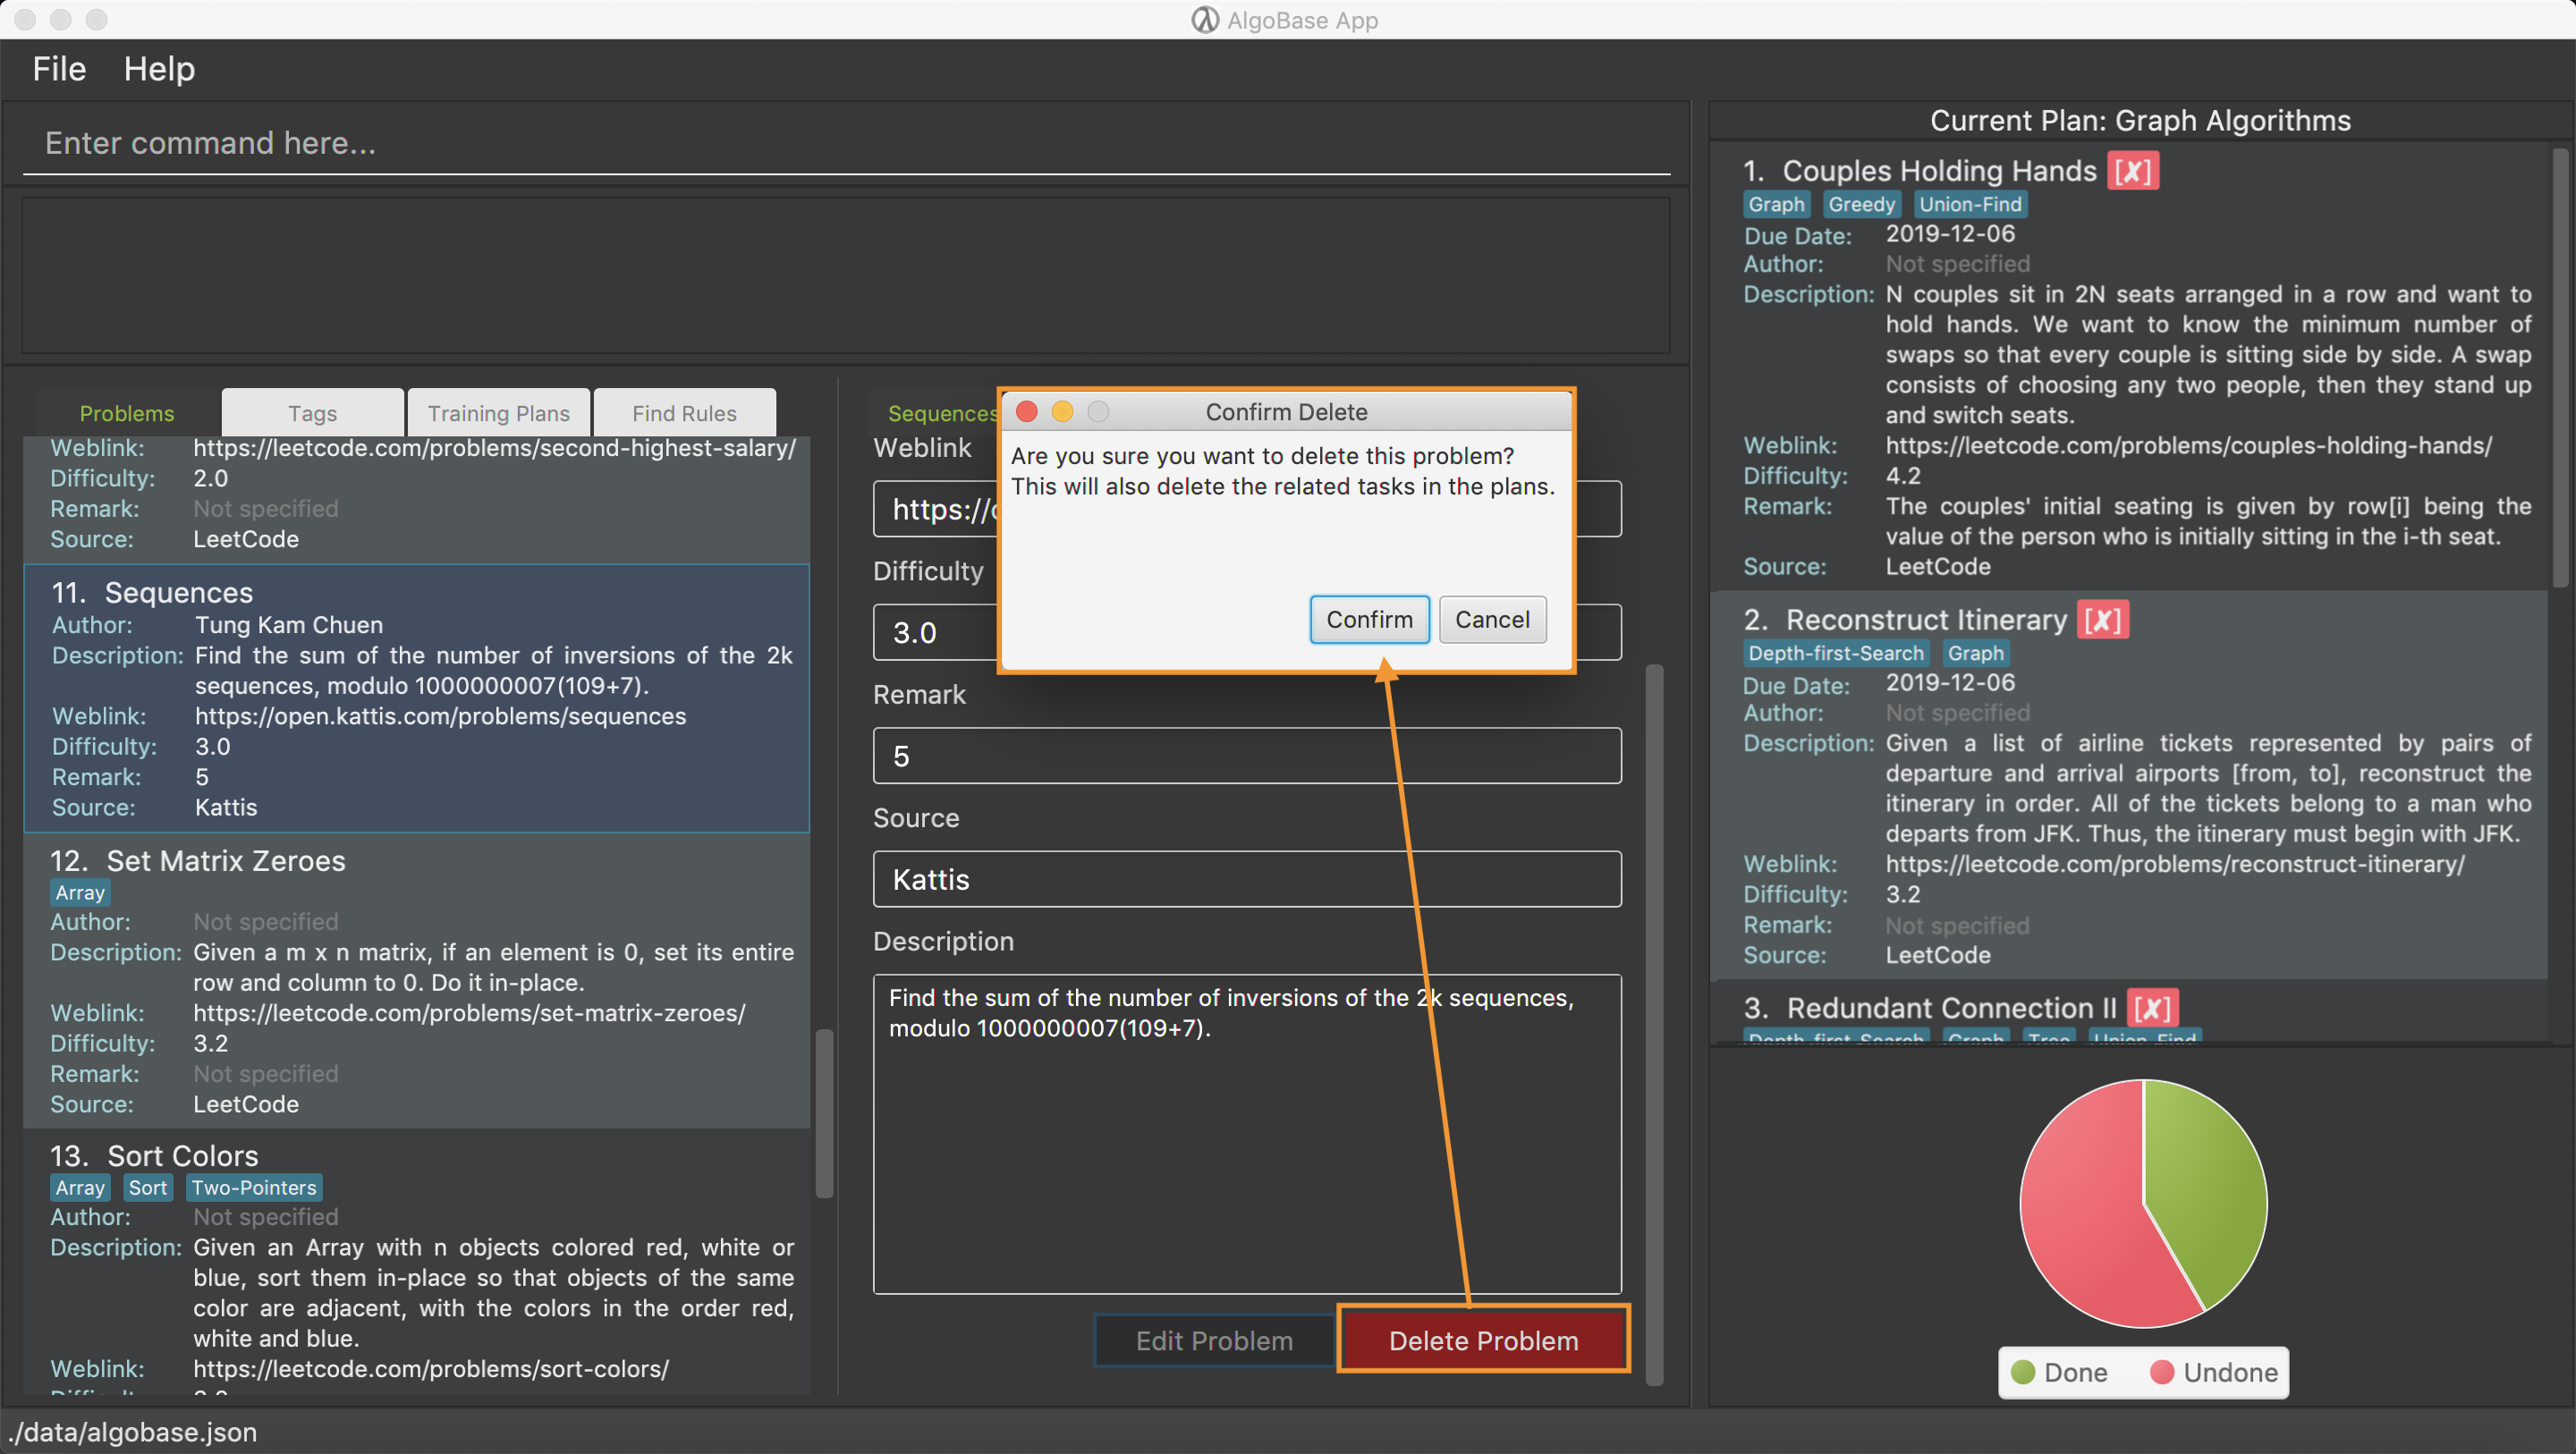 AlgoBase App
File Help
Enter command here...
Problems Tags Training Plans Find Rules
Weblink: https://leetcode.com/problems/second-highest-salary/
Difficulty: 2.0
Remark: Not specified
Source: LeetCode
11. Sequences
Author: Tung Kam Chuen
Description: Find the sum of the number of inversions of the 2k
sequences, modulo 1000000007(109+7).
Weblink: https://open.kattis.com/problems/sequences
Difficulty: 3.0
Remark: 5
Source: Kattis
12. Set Matrix Zeroes
Array
Author: Not specified
Description: Given a m x n matrix, if an element is 0, set its entire
row and column to 0. Do it in-place.
Weblink: https://leetcode.com/problems/set-matrix-zeroes/
Difficulty: 3.2
Remark: Not specified
Source: LeetCode
13. Sort Colors
Array Sort Two-Pointers
Author: Not specified
Description: Given an Array with n objects colored red, white or
blue, sort them in-place so that objects of the same
color are adjacent, with the colors in the order red,
white and blue.
Weblink: https://leetcode.com/problems/sort-colors/
Sequences
Weblink
https://
Difficulty
3.0
Remark
5
Source
Kattis
Description
Find the sum of the number of inversions of the 2k sequences,
modulo 1000000007(109+7).
Edit Problem Delete Problem
Confirm Delete
Are you sure you want to delete this problem?
This will also delete the related tasks in the plans.
Confirm Cancel
Current Plan: Graph Algorithms
1. Couples Holding Hands [✗]
Graph Greedy Union-Find
Due Date: 2019-12-06
Author: Not specified
Description: N couples sit in 2N seats arranged in a row and want to
hold hands. We want to know the minimum number of
swaps so that every couple is sitting side by side. A swap
consists of choosing any two people, then they stand up
and switch seats.
Weblink: https://leetcode.com/problems/couples-holding-hands/
Difficulty: 4.2
Remark: The couples' initial seating is given by row[i] being the
value of the person who is initially sitting in the i-th seat.
Source: LeetCode
2. Reconstruct Itinerary [✗]
Depth-first-Search Graph
Due Date: 2019-12-06
Author: Not specified
Description: Given a list of airline tickets represented by pairs of
departure and arrival airports [from, to], reconstruct the
itinerary in order. All of the tickets belong to a man who
departs from JFK. Thus, the itinerary must begin with JFK.
Weblink: https://leetcode.com/problems/reconstruct-itinerary/
Difficulty: 3.2
Remark: Not specified
Source: LeetCode
3. Redundant Connection II [✗]
Depth-first-Search Graph Tree Union-Find
Done Undone
./data/algobase.json